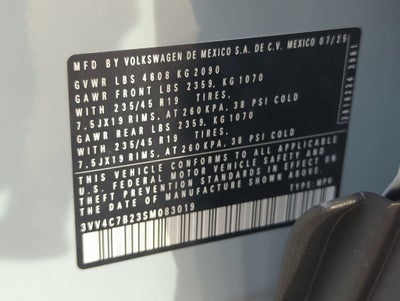 MFD BY VOLKSWAGEN DE MEXICO S.A. DE C.V. MEXICO 07/25
GVWR LBS 4608 KG 2090
GAWR FRONT LBS 2359, KG 1070
WITH 235/45 R19 TIRES,
7.5JX19 RIMS, AT 260 KPA, 38 PSI COLD
GAWR REAR LBS 2359, KG 1070
WITH 235/45 R19 TIRES,
7.5JX19 RIMS, AT 260 KPA, 38 PSI COLD
THIS VEHICLE CONFORMS TO ALL APPLICABLE
U.S. FEDERAL MOTOR VEHICLE SAFETY AND
THEFT PREVENTION STANDARDS IN EFFECT ON
THE DATE OF MANUFACTURE SHOWN ABOVE.
TYPE: MPV
3VV4C7B23SM083019